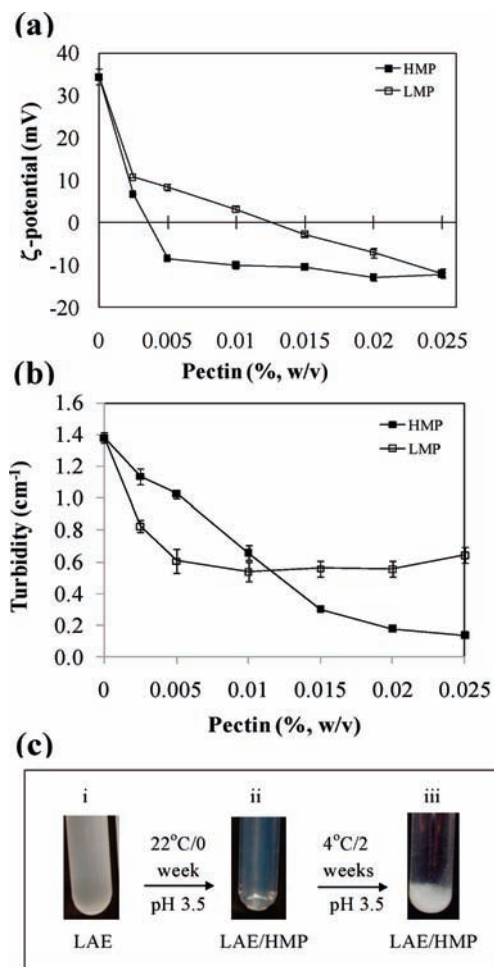 (a)
40
30
20
10
0
-10
-20
ζ-potential (mV)
HMP
LMP
0 0.005 0.01 0.015 0.02 0.025
Pectin (%, w/v)
(b)
1.6
1.4
1.2
1.0
0.8
0.6
0.4
0.2
0.0
Turbidity (cm⁻¹)
HMP
LMP
0 0.005 0.01 0.015 0.02 0.025
Pectin (%, w/v)
(c)
i ii iii
22°C/0 4°C/2
week weeks
pH 3.5 pH 3.5
LAE LAE/HMP LAE/HMP